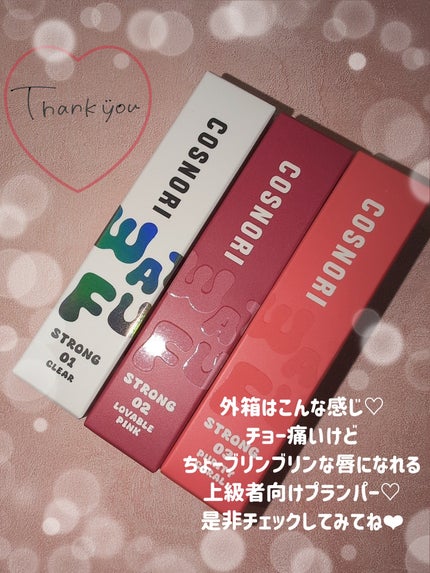 Thank you
COSNORI
STRONG
01
CLEAR
COSNORI
STRONG
02
LOVABLE
PINK
COSNORI
STRONG
03
外箱はこんな感じ♡
チョー痛いけど
ちょープリンプリンな唇になれる
上級者向けプランパー♡
是非チェックしてみてね❤